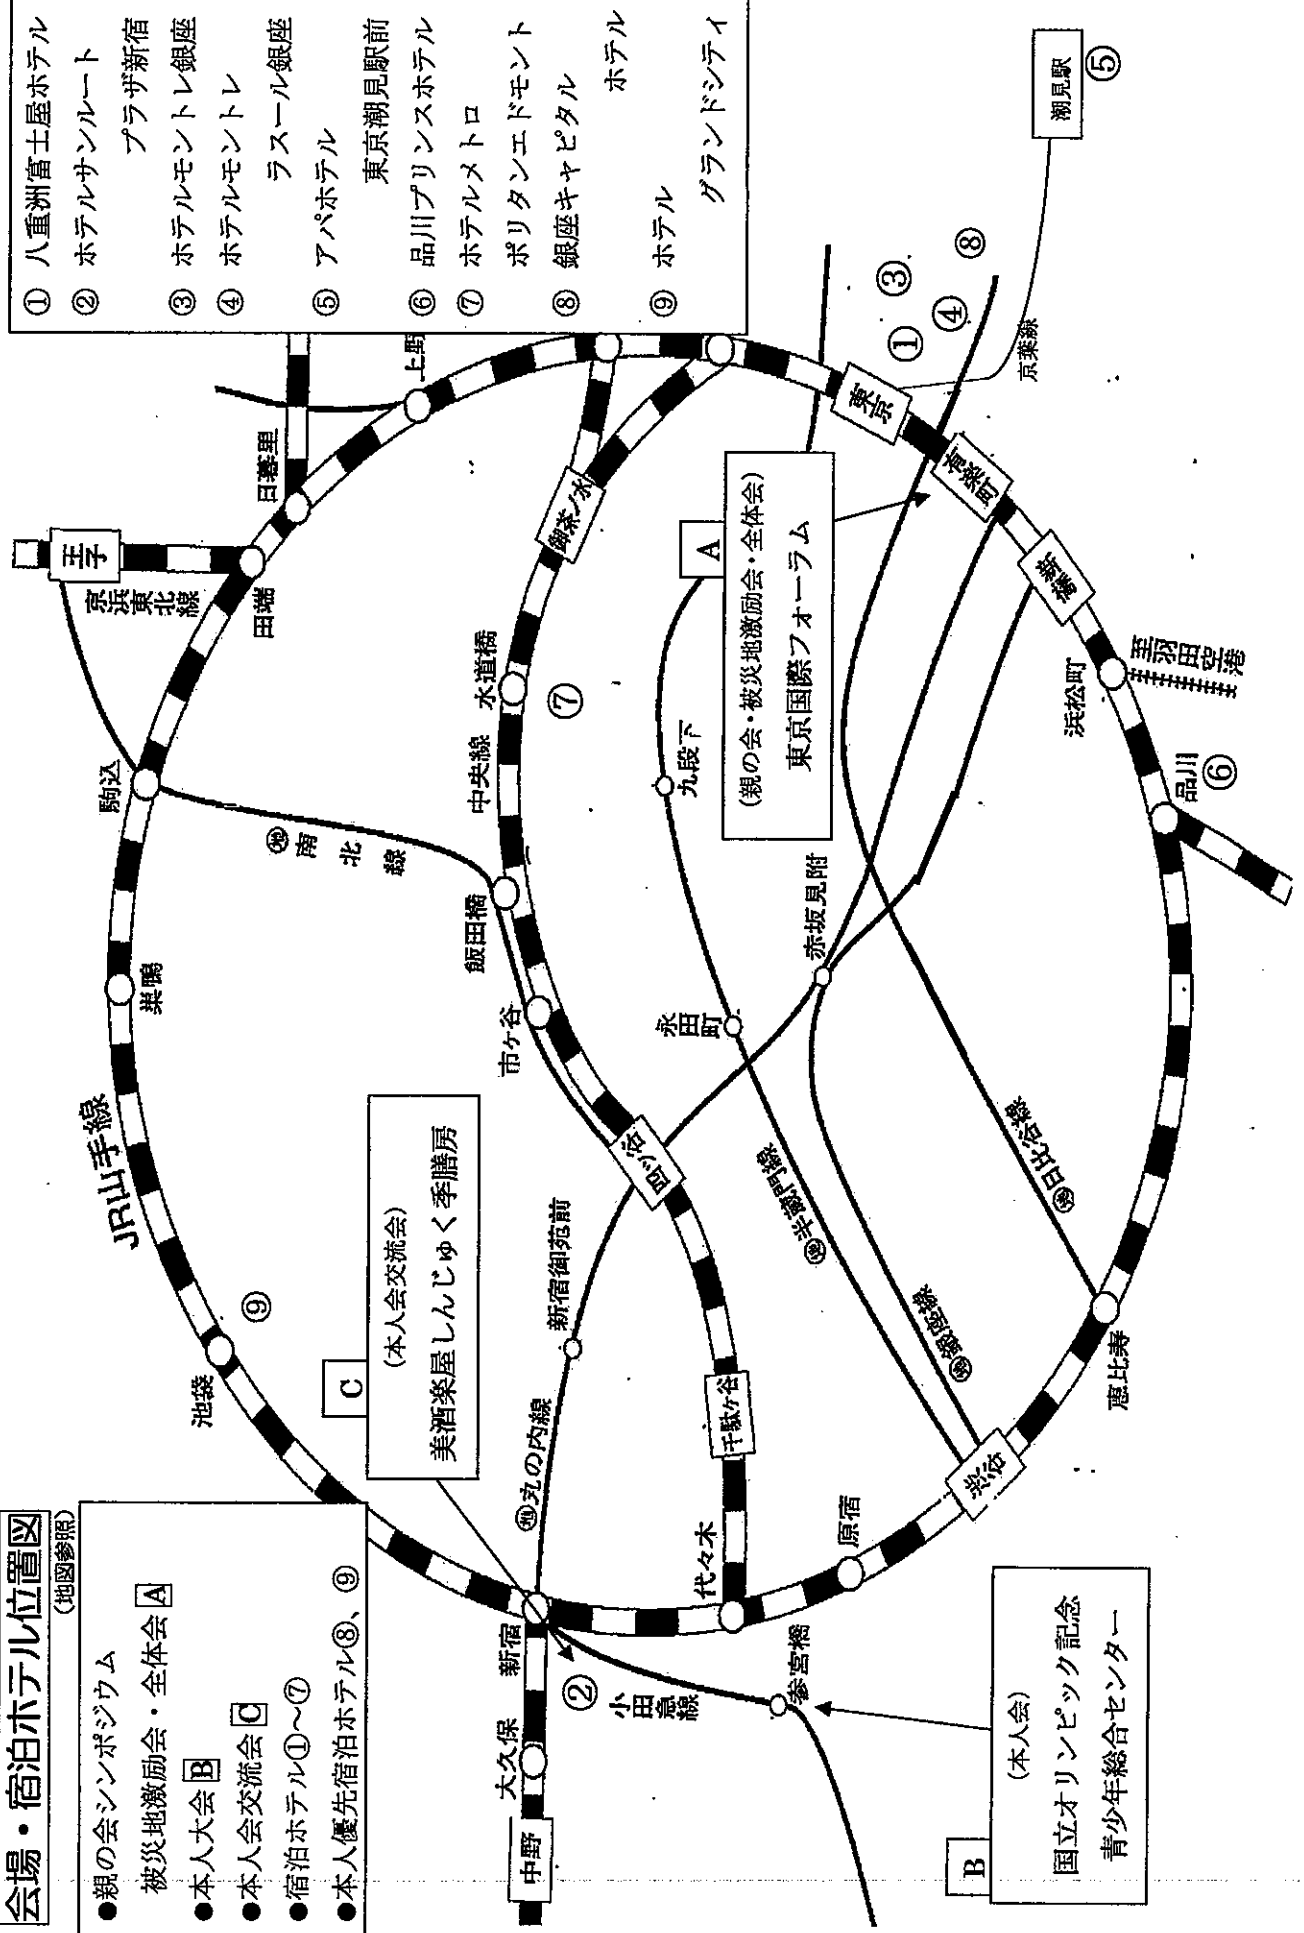 会場・宿泊ホテル位置図
(地図参照)
●親の会シンポジウム
被災地激励会・全体会 A
●本人大会 B
●本人会交流会 C
●宿泊ホテル①～⑦
●本人優先宿泊ホテル⑧、⑨
① 八重洲富士屋ホテル
② ホテルサンルート
プラザ新宿
③ ホテルモントレ銀座
④ ホテルモントレ
ラスール銀座
⑤ アパホテル
東京潮見駅前
⑥ 品川プリンスホテル
⑦ ホテルメトロ
ポリタンエドモント
⑧ 銀座キャピタル
ホテル
⑨ ホテル
グランドシティ
JR山手線
池袋
⑨
巣鴨
駒込
王子
京浜東北線
田端
日暮里
上野
地南北線
C
(本人会交流会)
美酒楽屋しんじゅく季膳房
中野
大久保
新宿
②
小田急線
地丸の内線
新宿御苑前
四ツ谷
市ケ谷
飯田橋
中央線
水道橋
⑦
御茶ノ水
代々木
千駄ケ谷
参宮橋
原宿
渋谷
恵比寿
地半蔵門線
地銀座線
地日比谷線
永田町
九段下
赤坂見附
A
(親の会・被災地激励会・全体会)
東京国際フォーラム
東京
有楽町
新橋
浜松町
至羽田空港
品川
⑥
①
③
④
⑧
京葉線
潮見駅
⑤
B
(本人会)
国立オリンピック記念
青少年総合センター